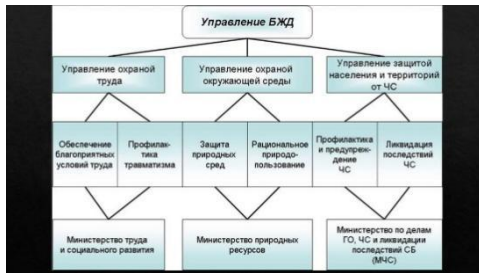 Управление БЖД
Управление охраной
труда
Управление охраной
окружающей среды
Управление защитой
населения и территорий
от ЧС
Обеспечение
благоприятных
условий труда
Профилак-
тика
травматизма
Защита
природных
сред
Рациональное
природо-
пользование
Профилактика
и предупреж-
дение
ЧС
Ликвидация
последствий
ЧС
Министерство труда
и социального развития
Министерство природных
ресурсов
Министерство по делам
ГО, ЧС и ликвидации
последствий СБ
(МЧС)